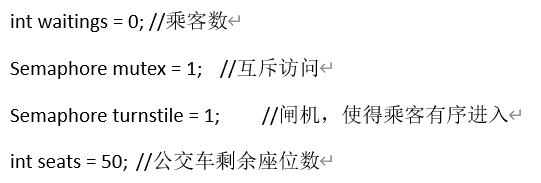 int waitings = 0; //乘客数
Semaphore mutex = 1; //互斥访问
Semaphore turnstile = 1; //闸机，使得乘客有序进入
int seats = 50; //公交车剩余座位数